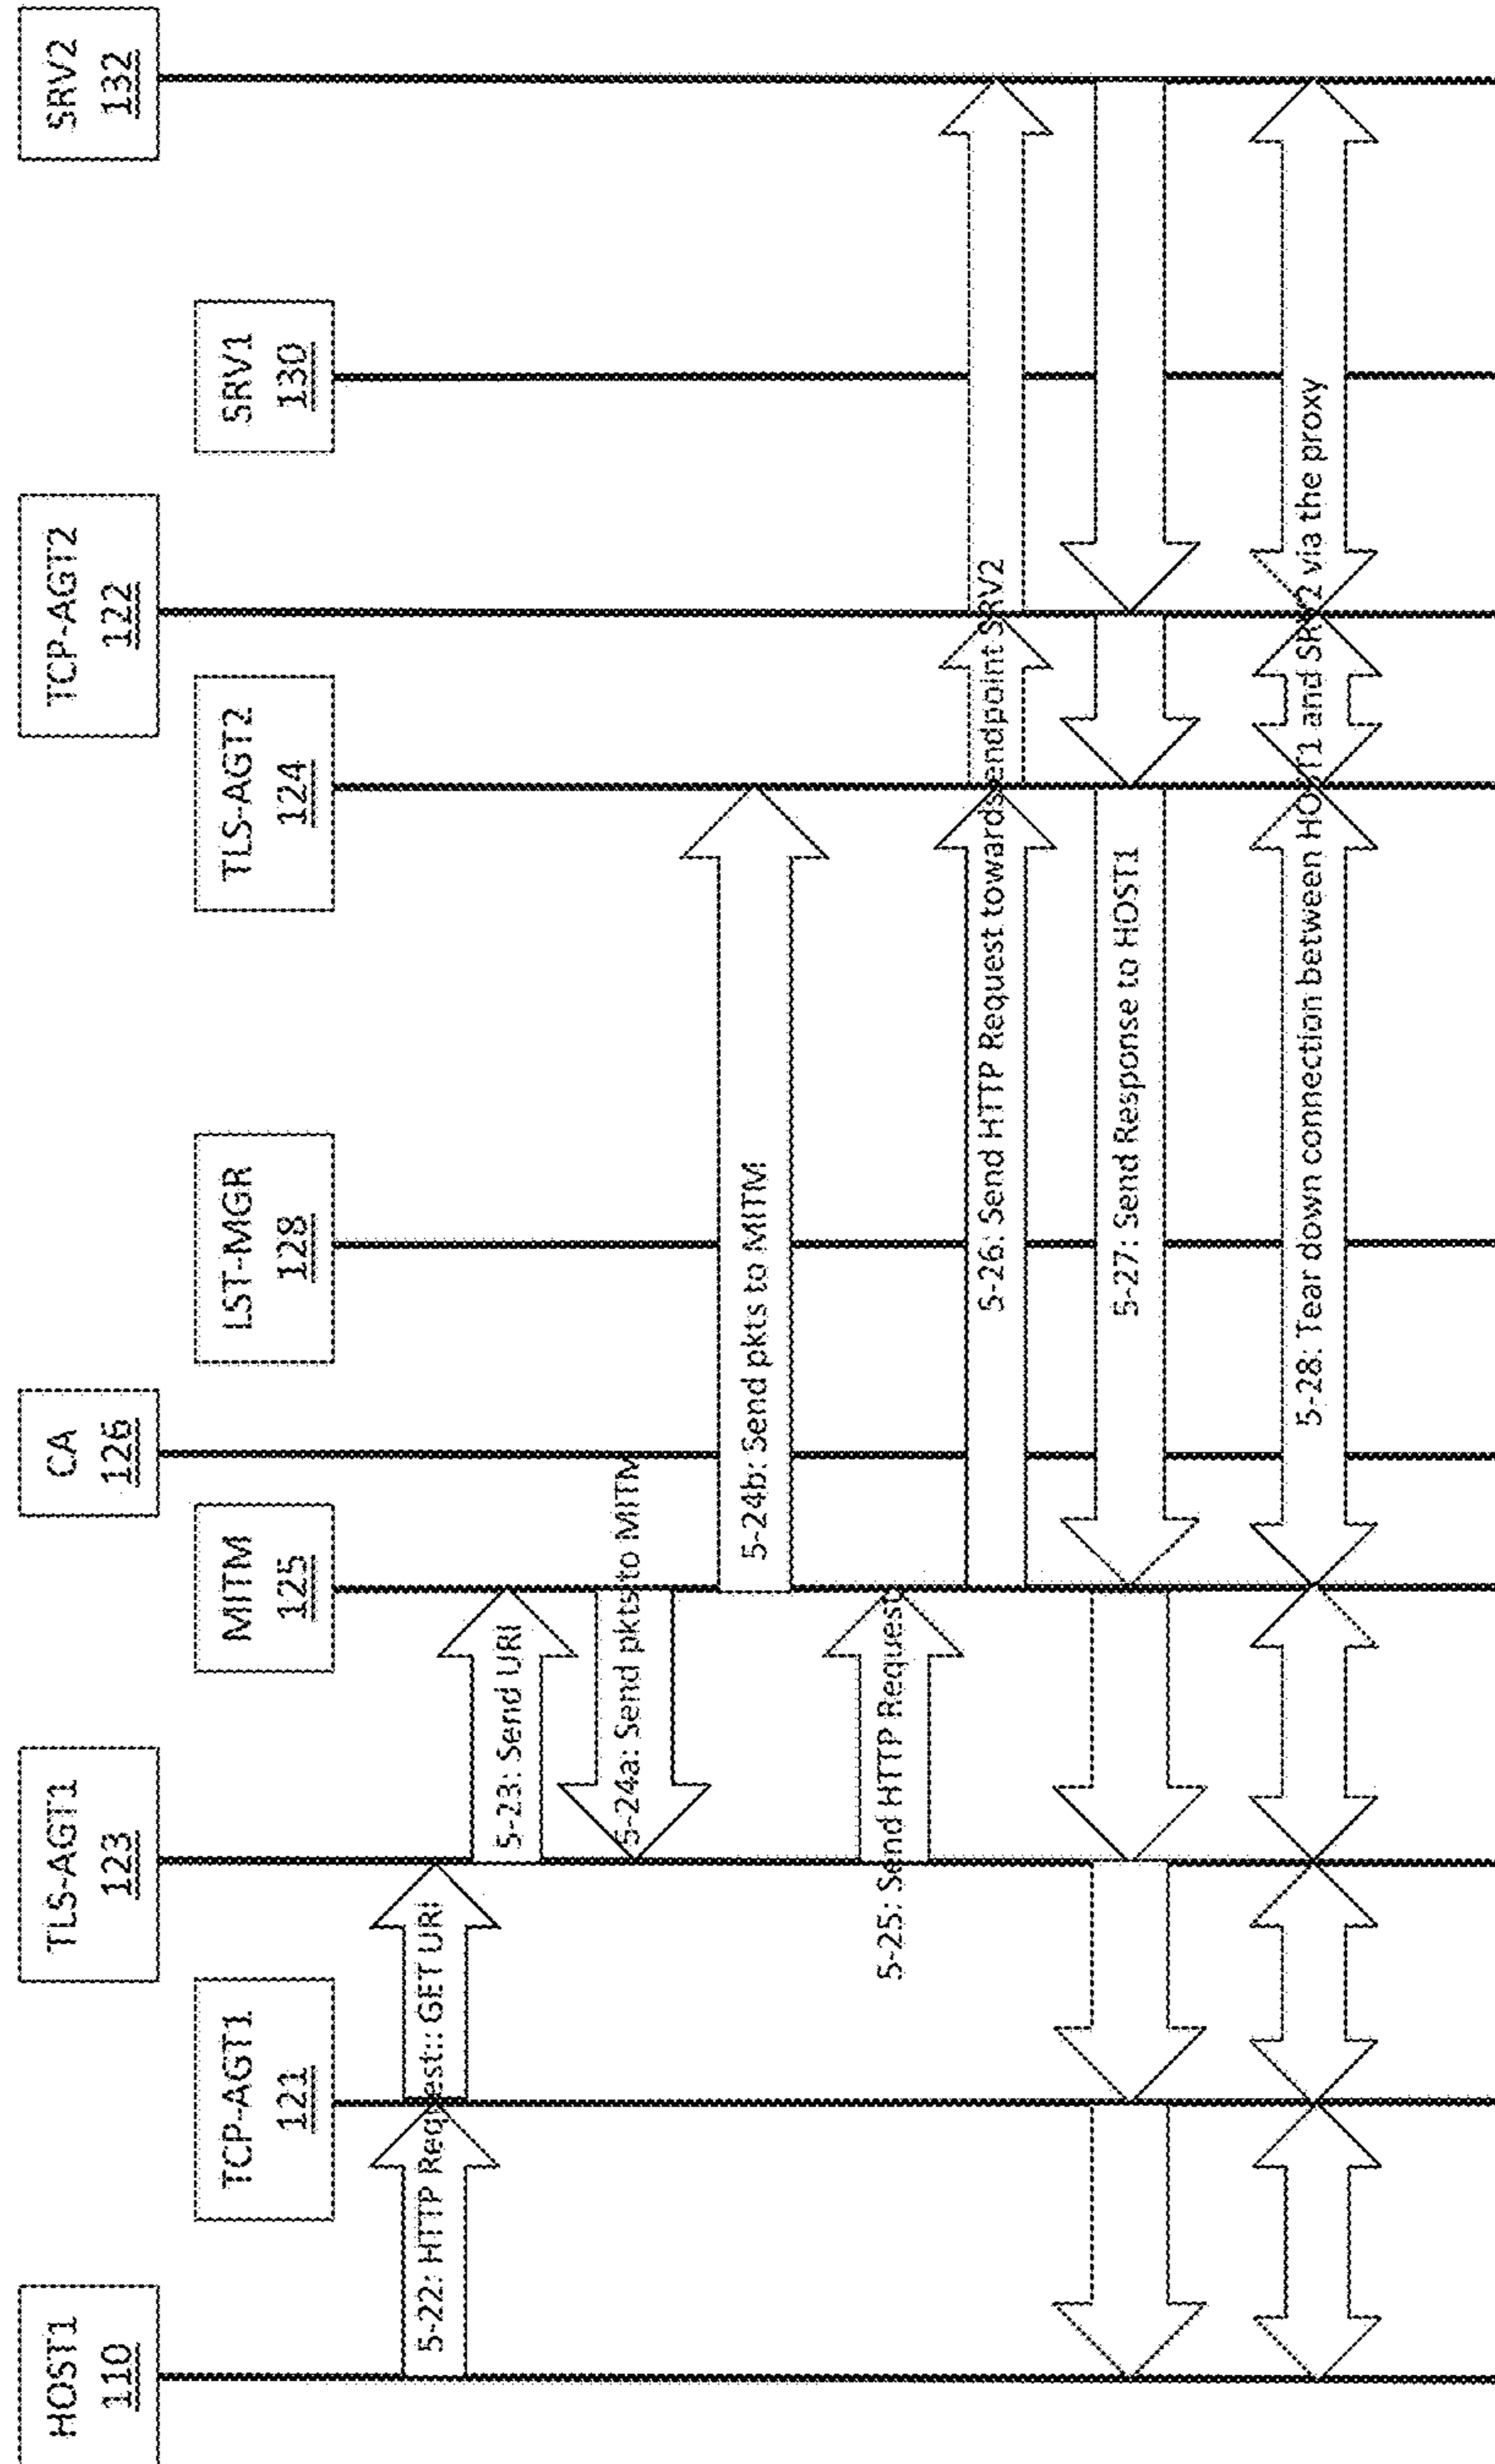 HOST1
110
TCP-AGT1
121
TLS-AGT1
123
MITM
125
CA
126
LST-MGR
128
TLS-AGT2
124
TCP-AGT2
122
SRV1
130
SRV2
132
5-22: HTTP Request:: GET URI
5-23: Send URI
5-24a: Send pkts to MITM
5-24b: Send pkts to MITM
5-25: Send HTTP Request
5-26: Send HTTP Request towards endpoint SRV2
5-27: Send Response to HOST1
5-28: Tear down connection between HOST1 and SRV2 via the proxy